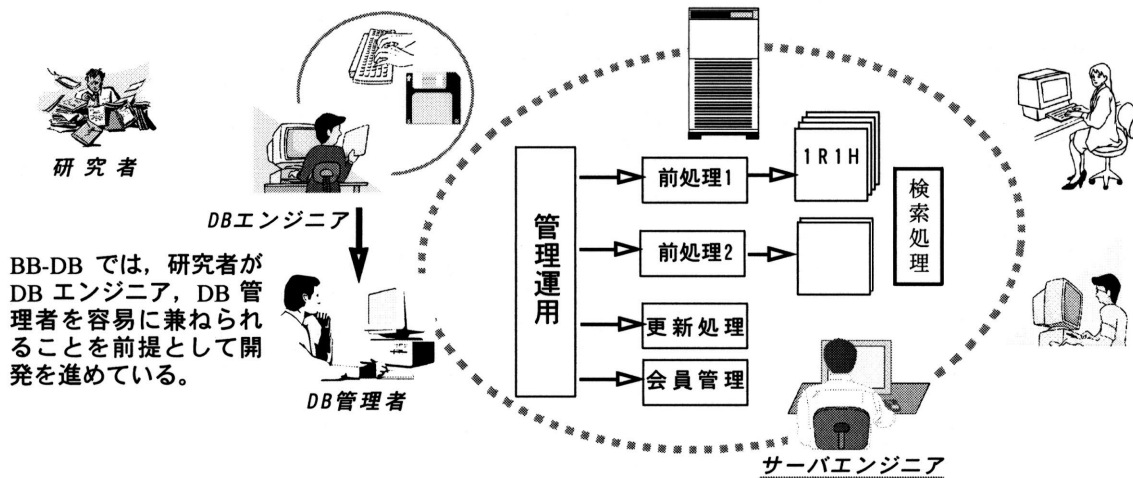 研究者
DBエンジニア
BB-DB では，研究者が
DB エンジニア，DB 管
理者を容易に兼ねられ
ることを前提として開
発を進めている。
DB管理者
管理運用
前処理1
1R1H
前処理2
更新処理
会員管理
検索処理
サーバエンジニア